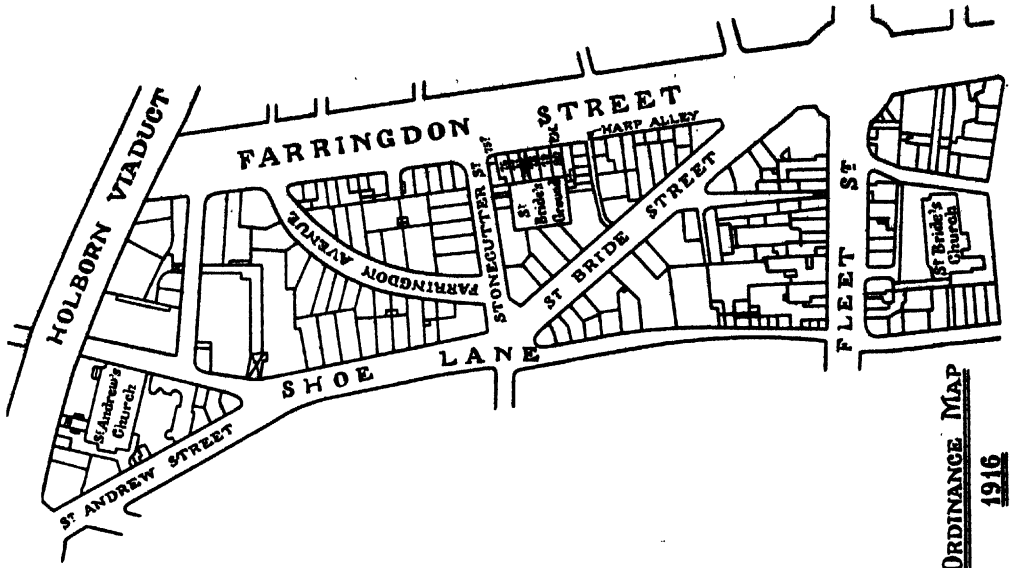 HOLBORN VIADUCT
FARRINGDON STREET
HARP ALLEY
FARRINGDON AVENUE
STONECUTTER ST
St Bride's
Ground
ST BRIDE STREET
FLEET ST
St Bride's
Church
SHOE LANE
St Andrew's
Church
ST ANDREW STREET
ORDINANCE MAP
1916